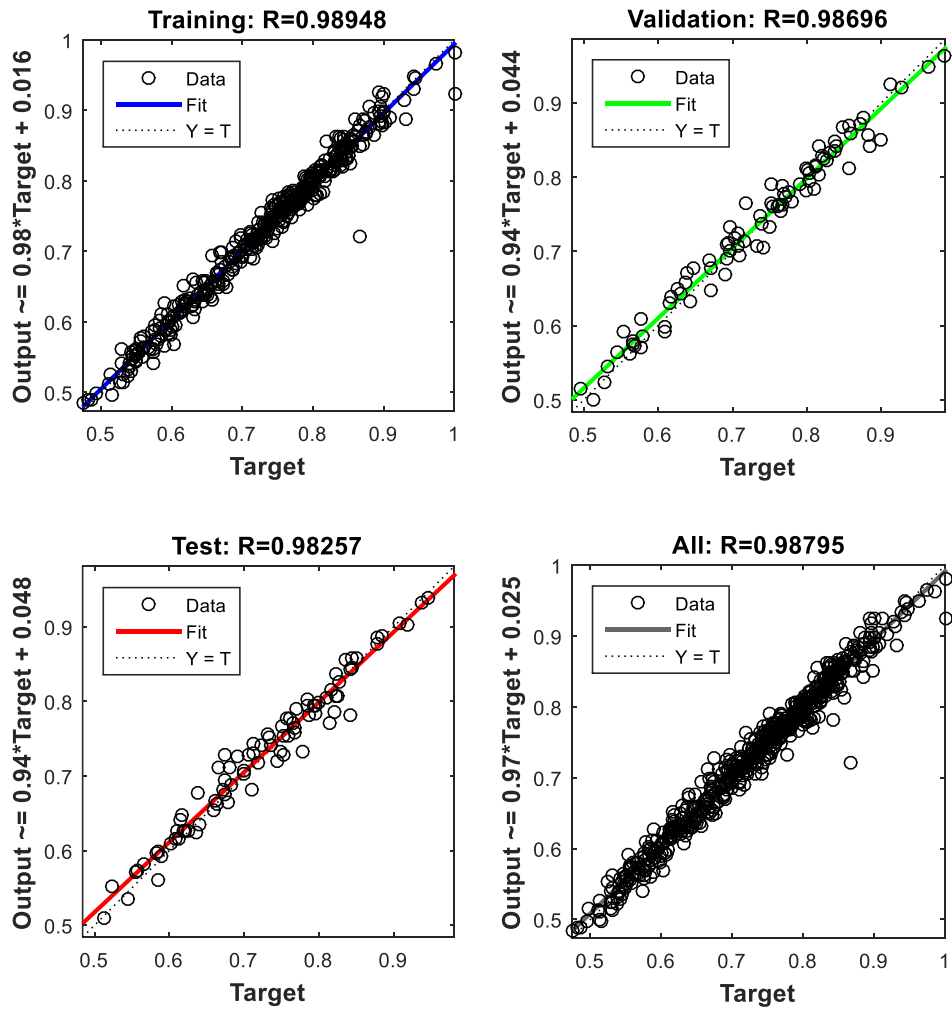 Training: R=0.98948
Output ~= 0.98*Target + 0.016
1
0.9
0.8
0.7
0.6
0.5
Data
Fit
Y = T
0.5 0.6 0.7 0.8 0.9 1
Target
Validation: R=0.98696
Output ~= 0.94*Target + 0.044
0.9
0.8
0.7
0.6
0.5
Data
Fit
Y = T
0.5 0.6 0.7 0.8 0.9
Target
Test: R=0.98257
Output ~= 0.94*Target + 0.048
0.9
0.8
0.7
0.6
0.5
Data
Fit
Y = T
0.5 0.6 0.7 0.8 0.9
Target
All: R=0.98795
Output ~= 0.97*Target + 0.025
1
0.9
0.8
0.7
0.6
0.5
Data
Fit
Y = T
0.5 0.6 0.7 0.8 0.9 1
Target